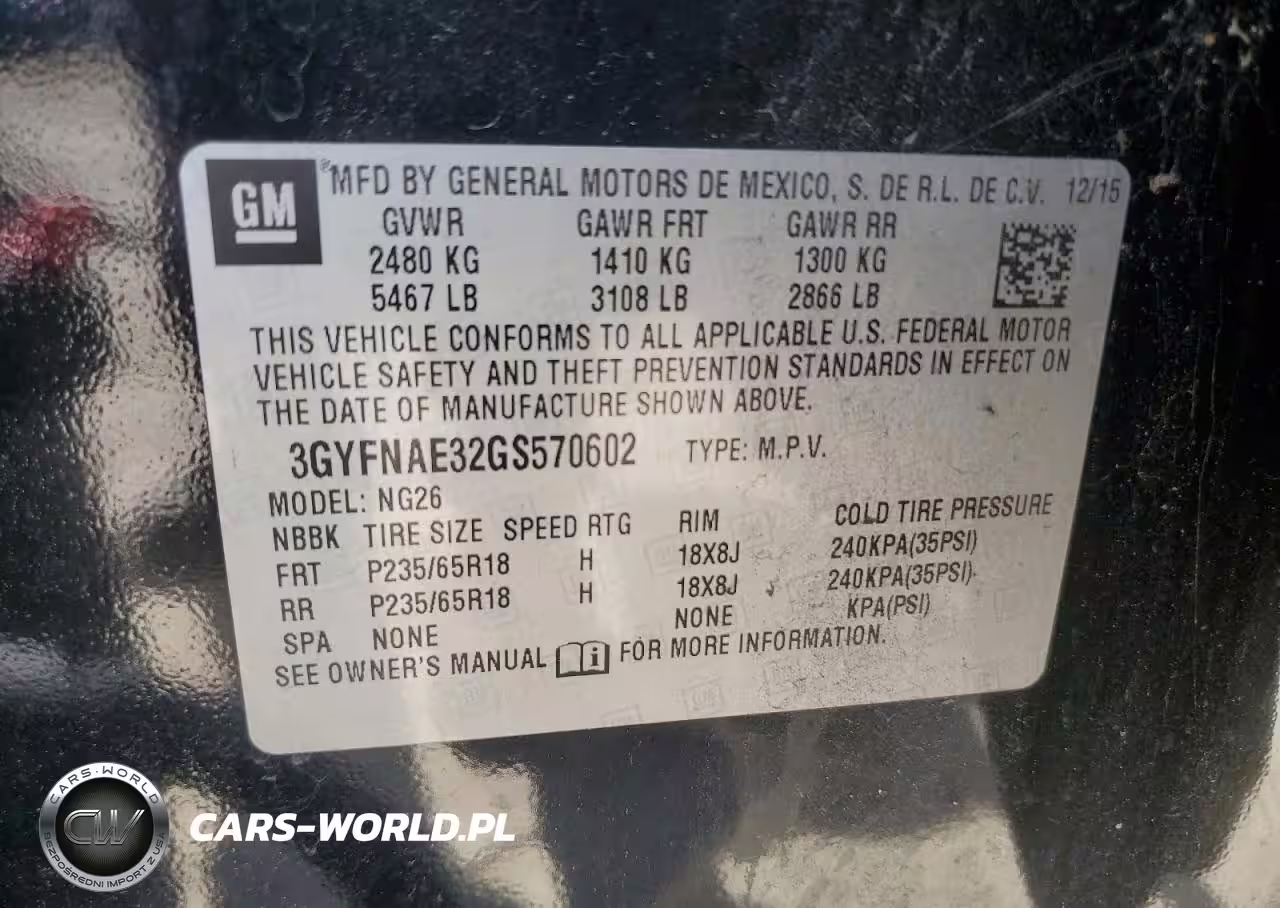 GM
MFD BY GENERAL MOTORS DE MEXICO, S. DE R.L. DE C.V. 12/15
GVWR GAWR FRT GAWR RR
2480 KG 1410 KG 1300 KG
5467 LB 3108 LB 2866 LB
THIS VEHICLE CONFORMS TO ALL APPLICABLE U.S. FEDERAL MOTOR
VEHICLE SAFETY AND THEFT PREVENTION STANDARDS IN EFFECT ON
THE DATE OF MANUFACTURE SHOWN ABOVE.
3GYFNAE32GS570602 TYPE: M.P.V.
MODEL: NG26
NBBK TIRE SIZE SPEED RTG RIM COLD TIRE PRESSURE
FRT P235/65R18 H 18X8J 240KPA(35PSI)
RR P235/65R18 H 18X8J 240KPA(35PSI)
SPA NONE NONE KPA(PSI)
SEE OWNER'S MANUAL i FOR MORE INFORMATION.
CARS-WORLD
CW
BEZPOŚREDNI IMPORT Z USA
CARS-WORLD.PL